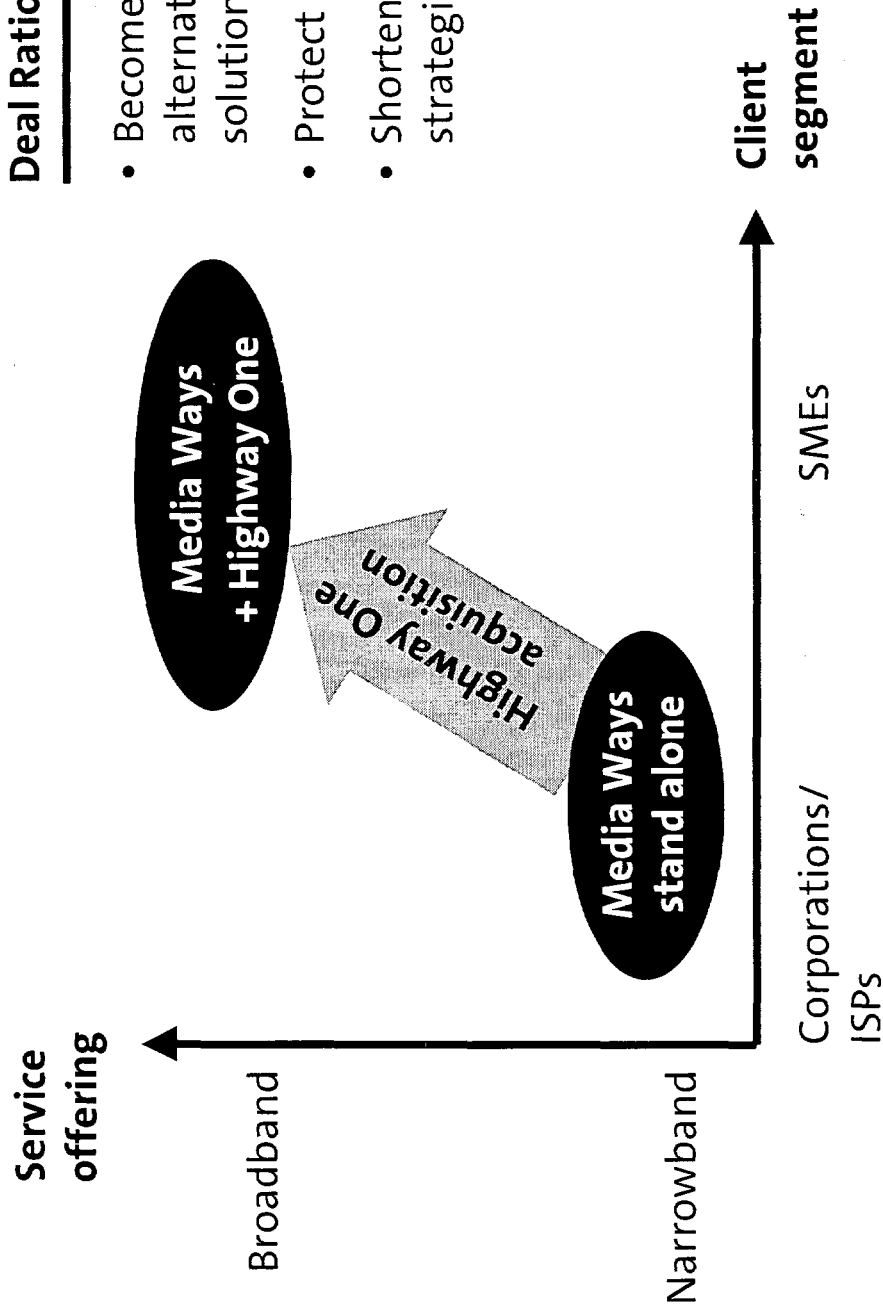 Service
offering
Broadband
Narrowband
Media Ways
+ Highway One
Highway One
acquisition
Media Ways
stand alone
Corporations/
ISPs
SMEs
Client
segment
Deal Ratio
• Become
alternat
solution
• Protect
• Shorten
strategi